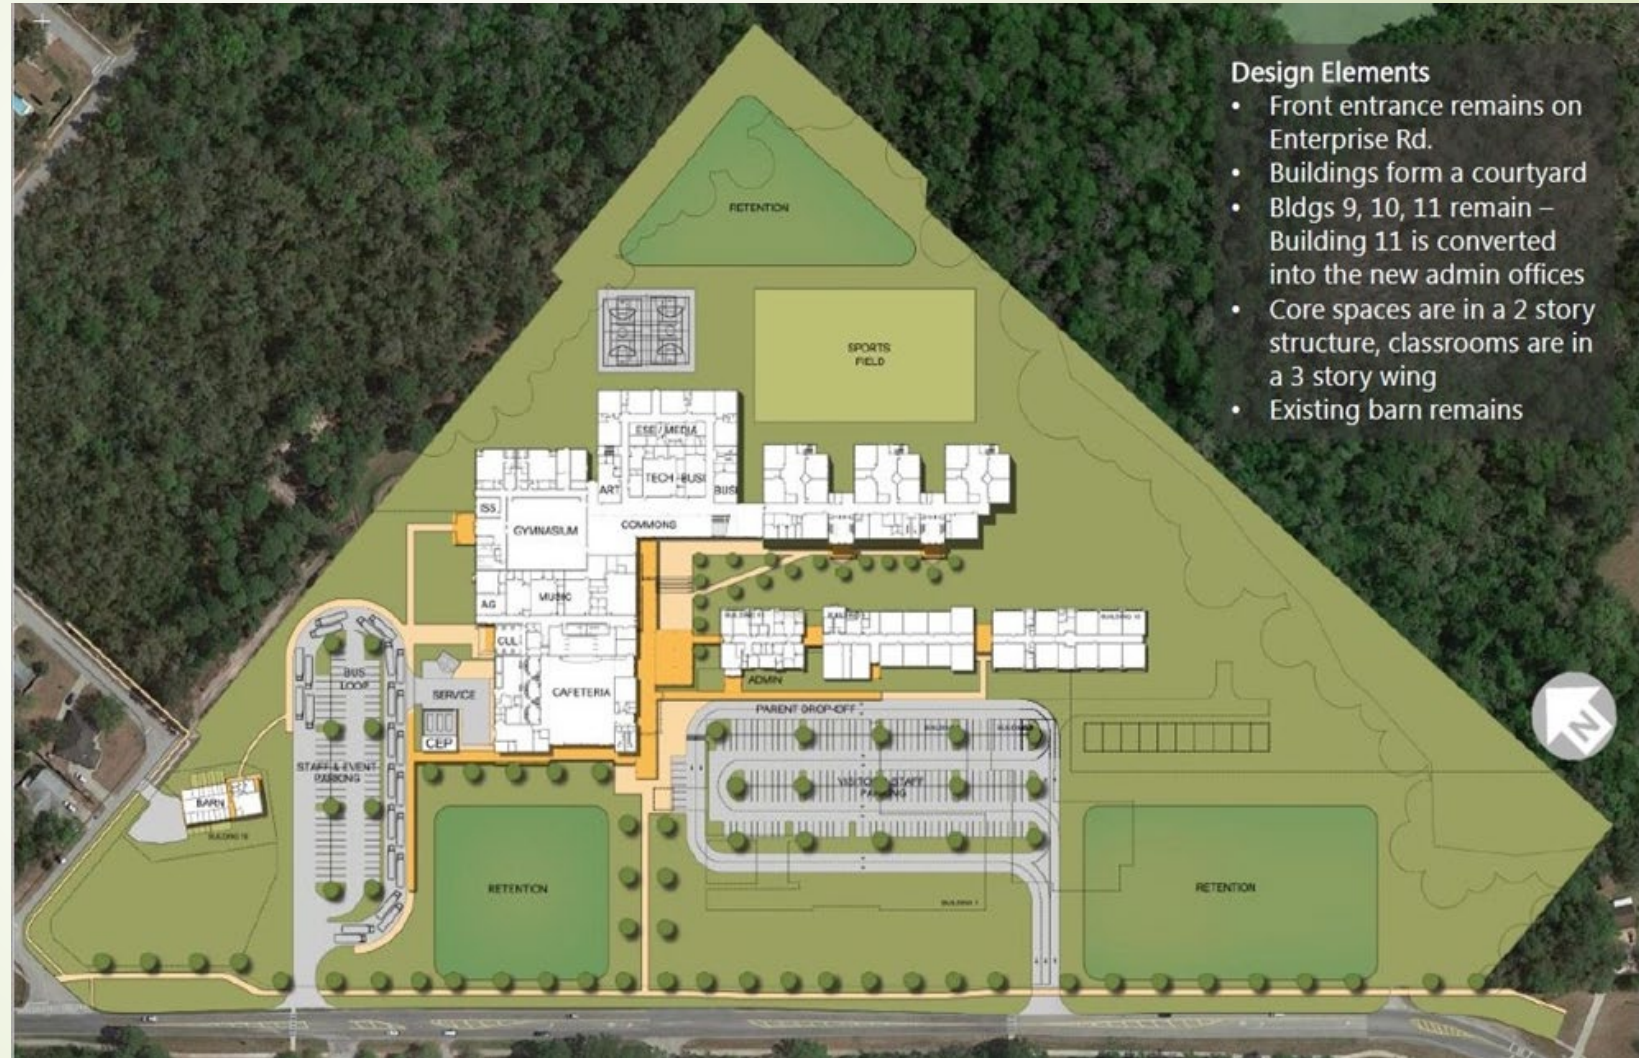 Design Elements
• Front entrance remains on
Enterprise Rd.
• Buildings form a courtyard
• Bldgs 9, 10, 11 remain –
Building 11 is converted
into the new admin offices
• Core spaces are in a 2 story
structure, classrooms are in
a 3 story wing
• Existing barn remains
RETENTION
SPORTS
FIELD
ESE / MEDIA
TECH - BUSI
ART
BUSI
ISS
GYMNASIUM
COMMONS
AG
MUSIC
CUL
CAFETERIA
ADMIN
BUS
LOOP
SERVICE
CEP
PARENT DROP-OFF
STAFF & EVENT
PARKING
PARKING
BARN
RETENTION
RETENTION
N